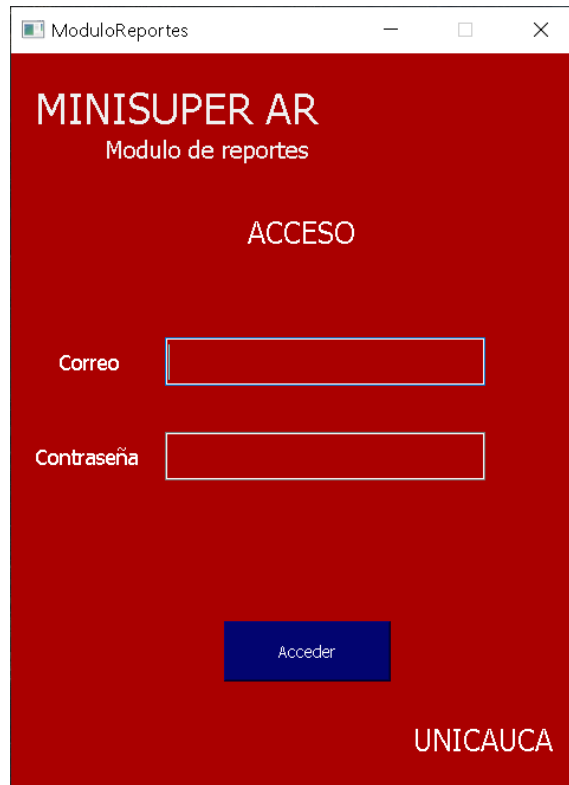 ModuloReportes
MINISUPER AR
Modulo de reportes
ACCESO
Correo
Contraseña
Acceder
UNICAUCA